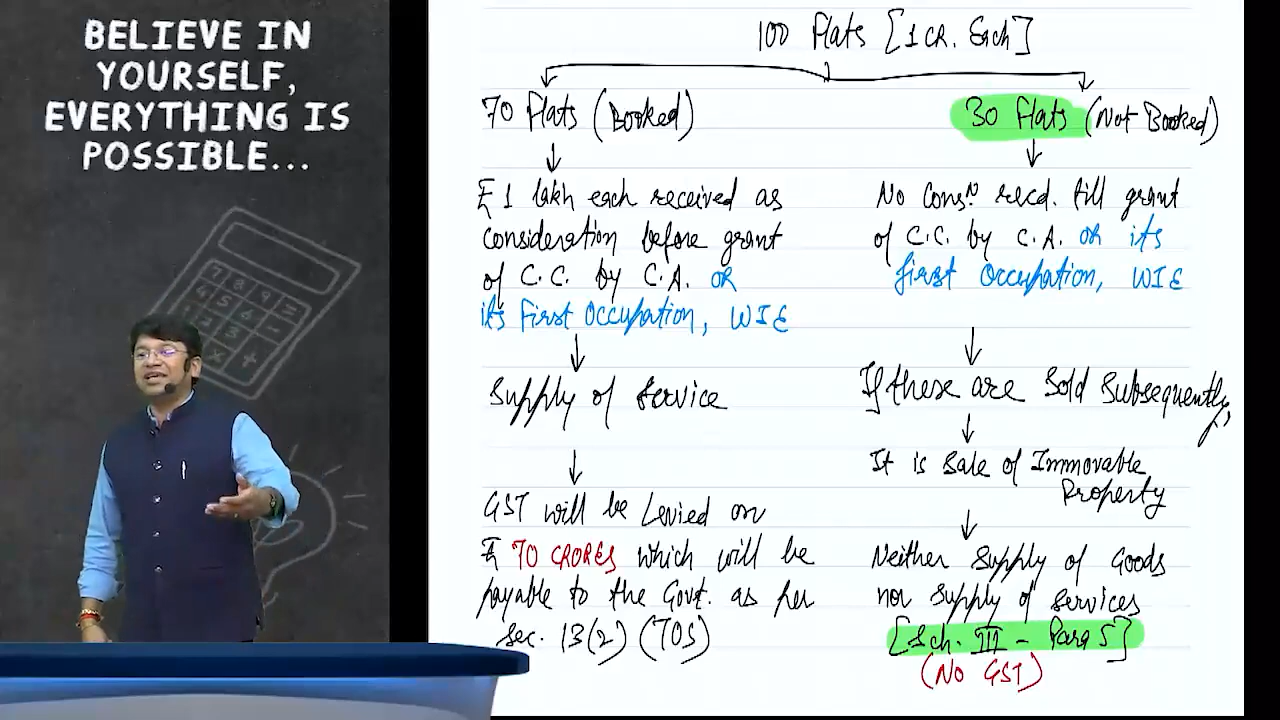 BELIEVE IN
YOURSELF,
EVERYTHING IS
POSSIBLE...
100 Flats [1 CR. Each]
70 Flats (Booked)
₹ 1 lakh each received as
consideration before grant
of C.C. by C.A. OR
its First Occupation, WIE
Supply of Service
GST will be Levied on
₹ 70 CRORES which will be
payable to the Govt. as per
Sec. 13(2) (TOS)
30 Flats (Not Booked)
No Consn. recd. till grant
of C.C. by C.A. OR its
first Occupation, WIE
If these are Sold Subsequently,
It is Sale of Immovable
Property
Neither Supply of Goods
nor Supply of Services
[Sch. III - Para 5]
(No GST)